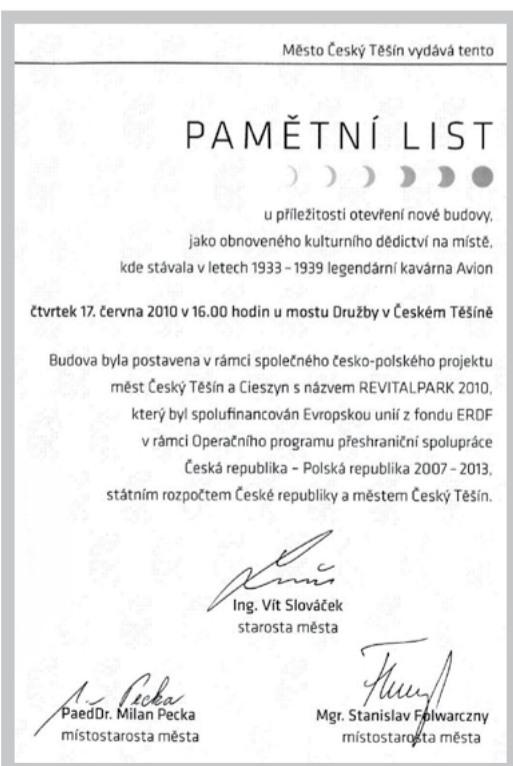 Město Český Těšín vydává tento
PAMĚTNÍ LIST
u příležitosti otevření nové budovy,
jako obnoveného kulturního dědictví na místě,
kde stávala v letech 1933 – 1939 legendární kavárna Avion
čtvrtek 17. června 2010 v 16.00 hodin u mostu Družby v Českém Těšíně
Budova byla postavena v rámci společného česko-polského projektu
měst Český Těšín a Cieszyn s názvem REVITALPARK 2010,
který byl spolufinancován Evropskou unií z fondu ERDF
v rámci Operačního programu přeshraniční spolupráce
Česká republika – Polská republika 2007 – 2013,
státním rozpočtem České republiky a městem Český Těšín.
Ing. Vít Slováček
starosta města
Pecka
PaedDr. Milan Pecka
místostarosta města
Mgr. Stanislav Folwarczny
místostarosta města